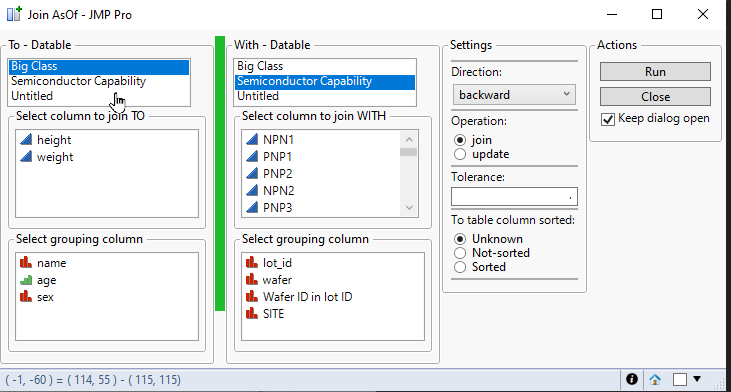 Join AsOf - JMP Pro
To - Datable
Big Class
Semiconductor Capability
Untitled
Select column to join TO
height
weight
Select grouping column
name
age
sex
With - Datable
Big Class
Semiconductor Capability
Untitled
Select column to join WITH
NPN1
PNP1
PNP2
NPN2
PNP3
Select grouping column
lot_id
wafer
Wafer ID in lot ID
SITE
Settings
Direction:
backward
Operation:
join
update
Tolerance:
.
To table column sorted:
Unknown
Not-sorted
Sorted
Actions
Run
Close
Keep dialog open
( -1, -60 ) = ( 114, 55 ) - ( 115, 115)